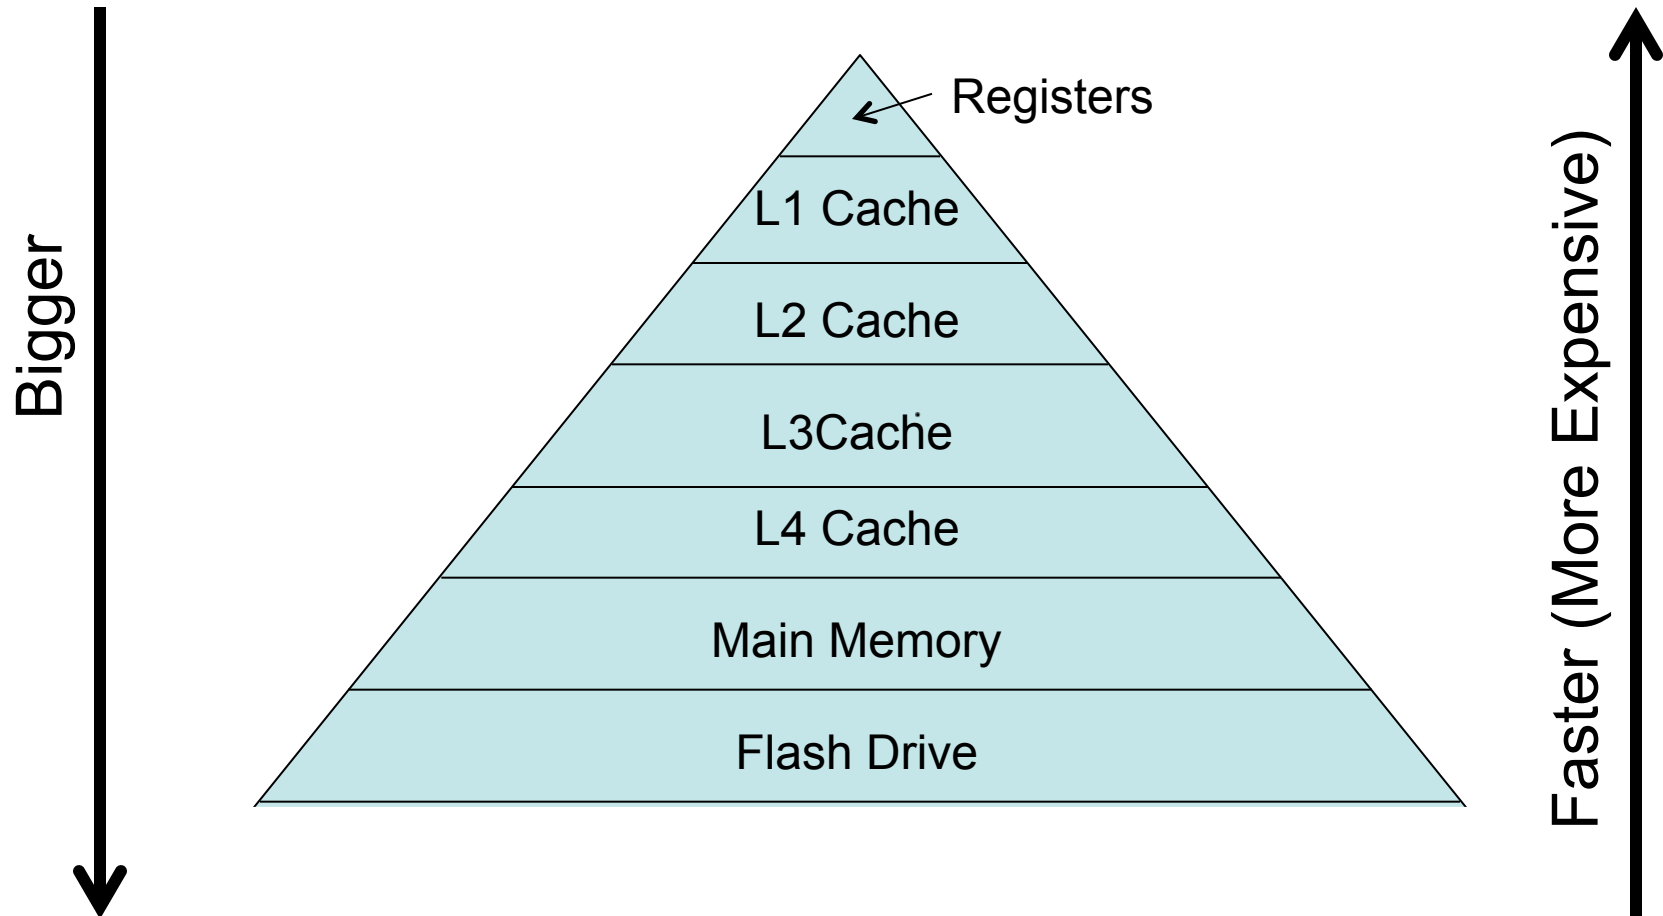 Registers
L1 Cache
L2 Cache
L3Cache
L4 Cache
Main Memory
Flash Drive
Bigger
Faster (More Expensive)